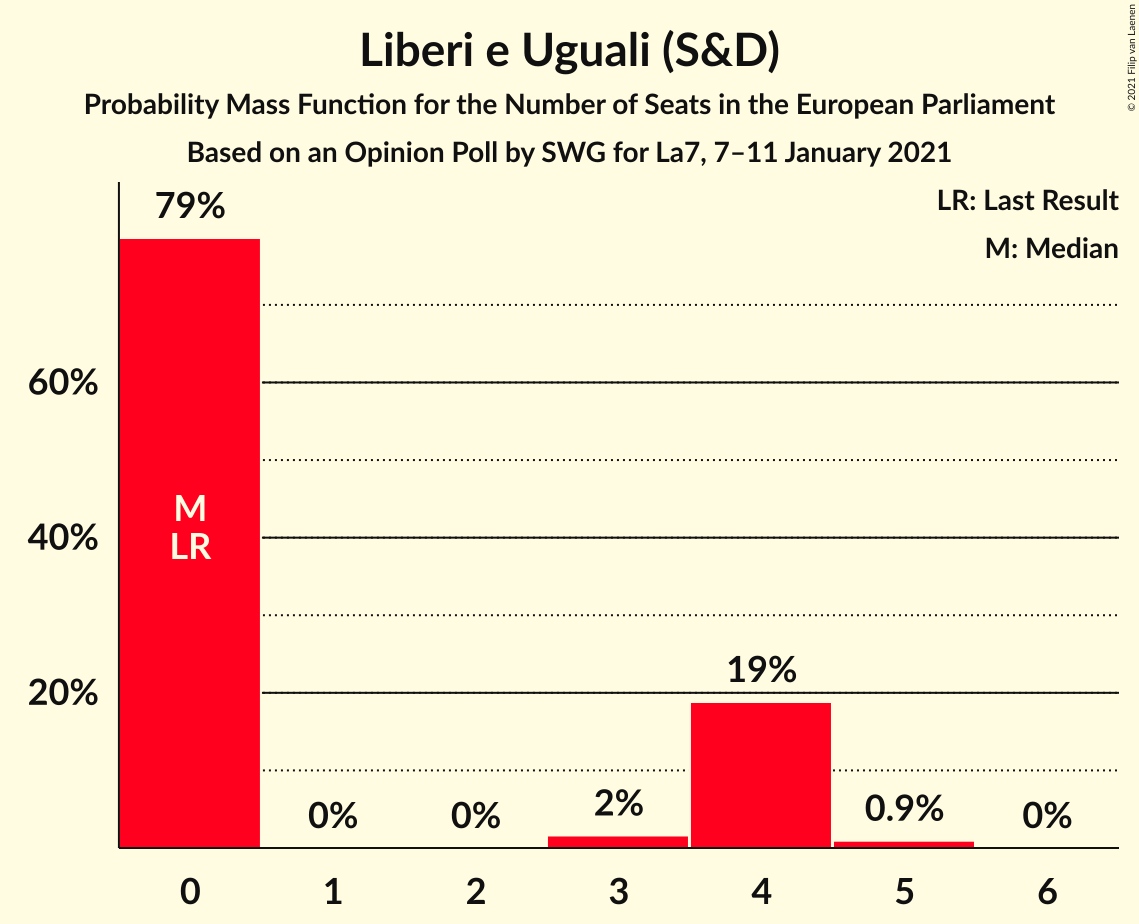 Liberi e Uguali (S&D)
Probability Mass Function for the Number of Seats in the European Parliament
Based on an Opinion Poll by SWG for La7, 7–11 January 2021
© 2021 Filip van Laenen
LR: Last Result
M: Median
79%
60%
40%
20%
M
LR
0%
0%
2%
19%
0.9%
0%
0
1
2
3
4
5
6